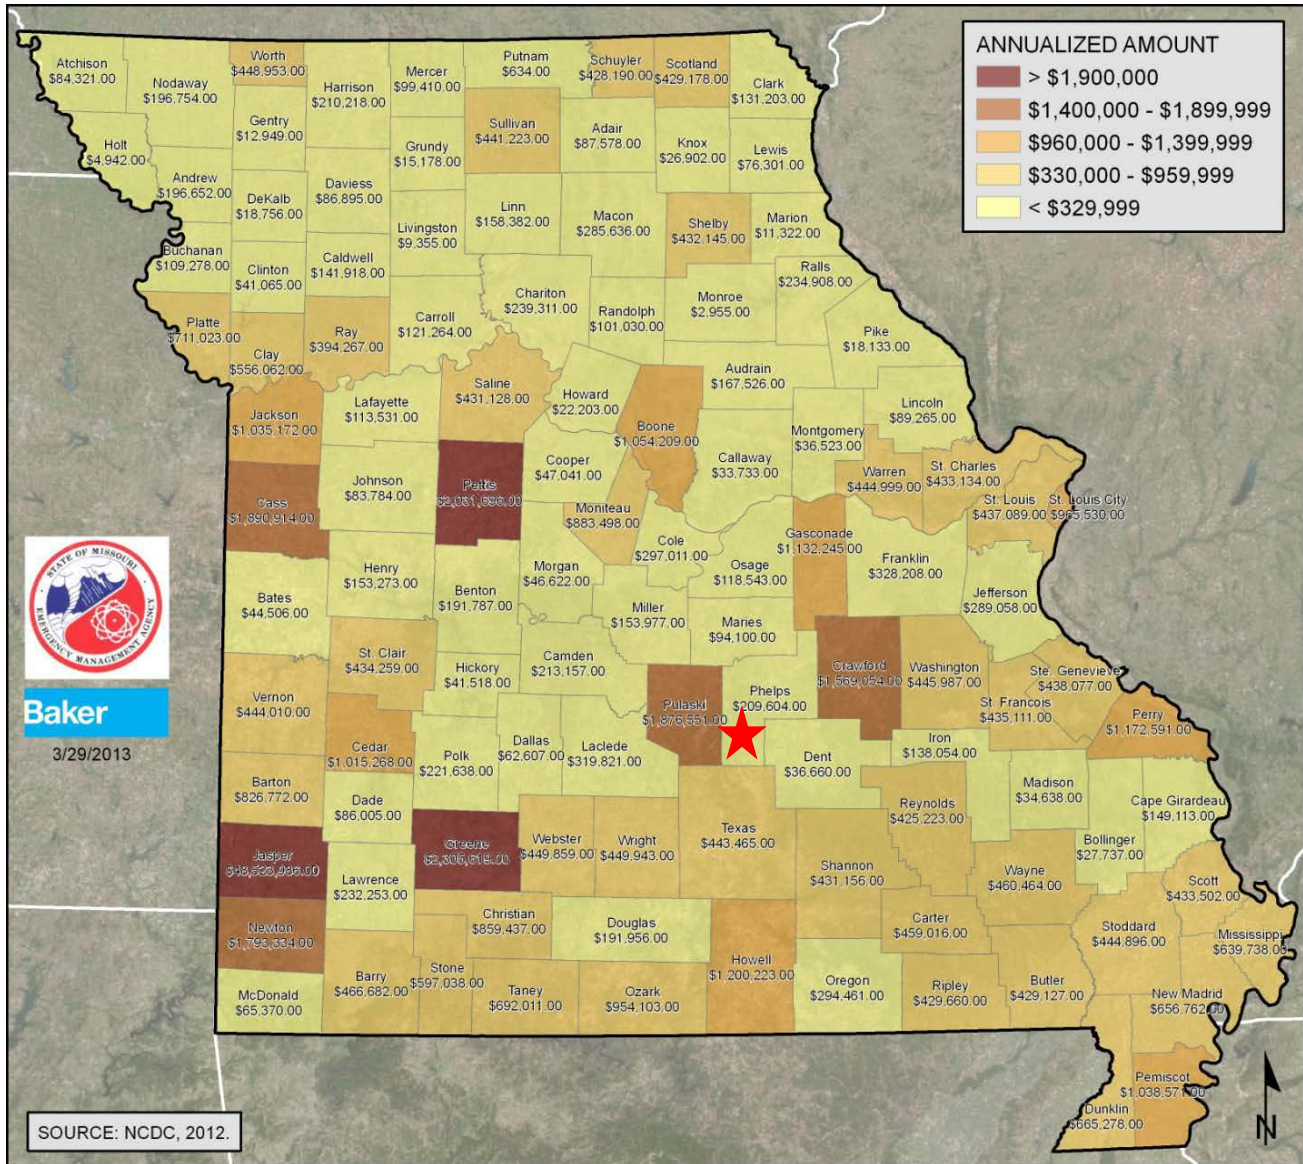 ANNUALIZED AMOUNT
> $1,900,000
$1,400,000 - $1,899,999
$960,000 - $1,399,999
$330,000 - $959,999
< $329,999
Atchison
$84,321.00
Nodaway
$196,754.00
Worth
$448,953.00
Harrison
$210,218.00
Mercer
$99,410.00
Putnam
$634.00
Schuyler
$428,190.00
Scotland
$429,178.00
Clark
$131,203.00
Gentry
$12,949.00
Sullivan
$441,223.00
Adair
$87,578.00
Knox
$26,902.00
Lewis
$76,301.00
Holt
$4,942.00
Grundy
$15,178.00
Andrew
$196,652.00
DeKalb
$18,756.00
Daviess
$86,895.00
Livingston
$9,355.00
Linn
$158,382.00
Macon
$285,636.00
Shelby
$432,145.00
Marion
$11,322.00
Buchanan
$109,278.00
Clinton
$41,065.00
Caldwell
$141,918.00
Ralls
$234,908.00
Chariton
$239,311.00
Randolph
$101,030.00
Monroe
$2,955.00
Platte
$711,023.00
Clay
$556,062.00
Ray
$394,267.00
Carroll
$121,264.00
Pike
$18,133.00
Audrain
$167,526.00
Saline
$431,128.00
Howard
$22,203.00
Lafayette
$113,531.00
Jackson
$1,035,172.00
Boone
$1,054,209.00
Lincoln
$89,265.00
Montgomery
$36,523.00
Callaway
$33,733.00
Cooper
$47,041.00
Warren
$444,999.00
St. Charles
$433,134.00
Johnson
$83,784.00
Pettis
$2,031,696.00
Cass
$1,890,914.00
St. Louis
$437,089.00
St. Louis City
$965,530.00
Moniteau
$883,498.00
Cole
$297,011.00
Gasconade
$1,132,245.00
Franklin
$328,208.00
Osage
$118,543.00
Morgan
$46,622.00
Henry
$153,273.00
Benton
$191,787.00
Bates
$44,506.00
Jefferson
$289,058.00
Miller
$153,977.00
Maries
$94,100.00
St. Clair
$434,259.00
Hickory
$41,518.00
Camden
$213,157.00
Crawford
$1,569,054.00
Washington
$445,987.00
Ste. Genevieve
$438,077.00
Vernon
$444,010.00
Pulaski
$1,876,551.00
Phelps
$209,604.00
St. Francois
$435,111.00
Perry
$1,172,591.00
Cedar
$1,015,268.00
Polk
$221,638.00
Dallas
$62,607.00
Laclede
$319,821.00
Dent
$36,660.00
Iron
$138,054.00
Barton
$826,772.00
Dade
$86,005.00
Madison
$34,638.00
Cape Girardeau
$149,113.00
Reynolds
$425,223.00
Texas
$443,465.00
Webster
$449,859.00
Wright
$449,943.00
Greene
$2,305,619.00
Jasper
$48,523,986.00
Bollinger
$27,737.00
Lawrence
$232,253.00
Shannon
$431,156.00
Wayne
$460,464.00
Scott
$433,502.00
Newton
$1,793,334.00
Christian
$859,437.00
Douglas
$191,956.00
Carter
$459,016.00
Stoddard
$444,896.00
Mississippi
$639,738.00
Howell
$1,200,223.00
Barry
$466,682.00
Stone
$597,038.00
Taney
$692,011.00
Ozark
$954,103.00
Oregon
$294,461.00
Ripley
$429,660.00
Butler
$429,127.00
New Madrid
$656,762.00
McDonald
$65,370.00
Pemiscot
$1,038,571.00
Dunklin
$665,278.00
STATE OF MISSOURI
EMERGENCY MANAGEMENT AGENCY
Baker
3/29/2013
SOURCE: NCDC, 2012.
N